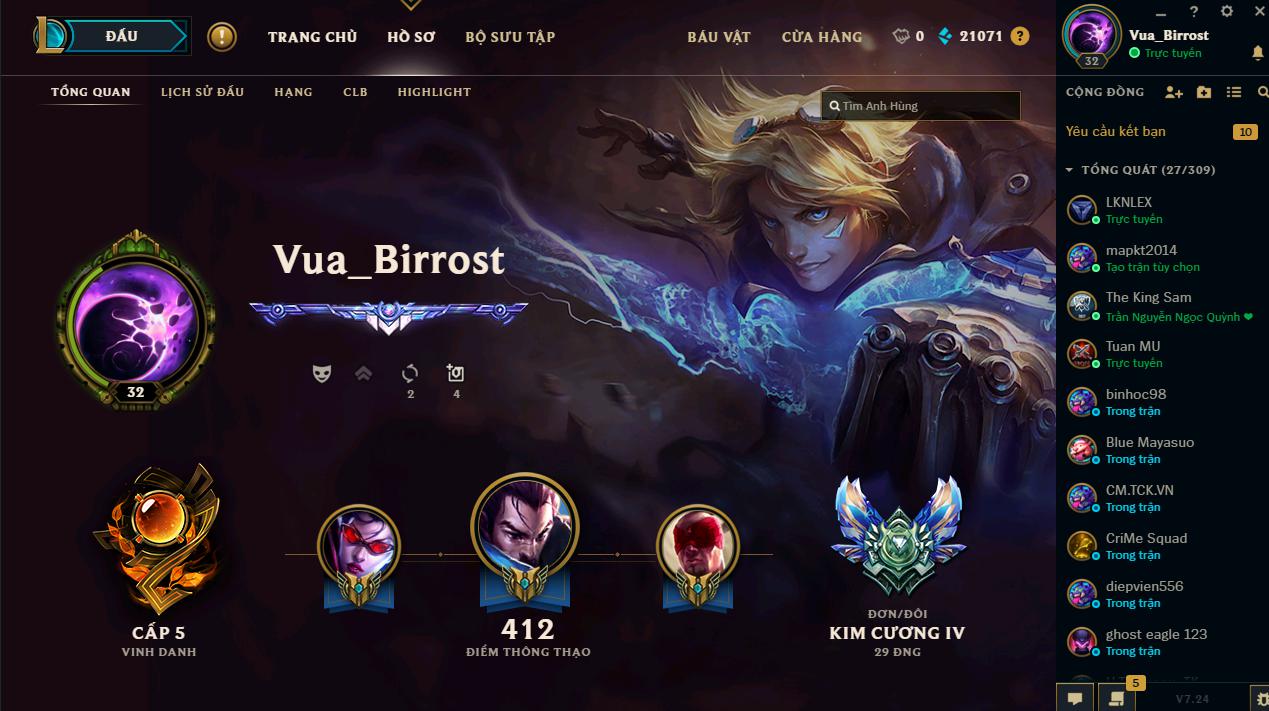 ĐẤU
!
TRANG CHỦ
HỒ SƠ
BỘ SƯU TẬP
BÁU VẬT
CỬA HÀNG
0
21071
?
TỔNG QUAN
LỊCH SỬ ĐẤU
HẠNG
CLB
HIGHLIGHT
Tìm Anh Hùng
Vua_Birrost
32
2
4
CẤP 5
VINH DANH
412
ĐIỂM THÔNG THẠO
ĐƠN/ĐÔI
KIM CƯƠNG IV
29 ĐNG
?
Vua_Birrost
Trực tuyến
32
CỘNG ĐỒNG
Yêu cầu kết bạn
10
TỔNG QUÁT (27/309)
LKNLEX
Trực tuyến
mapkt2014
Tạo trận tùy chọn
The King Sam
Trần Nguyễn Ngọc Quỳnh ❤
Tuan MU
Trực tuyến
binhoc98
Trong trận
Blue Mayasuo
Trong trận
CM.TCK.VN
Trong trận
CriMe Squad
Trong trận
diepvien556
Trong trận
ghost eagle 123
Trong trận
5
V7.24